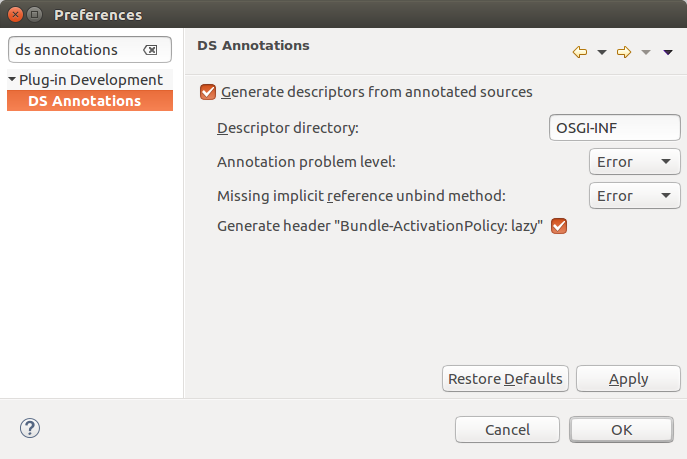 Preferences
ds annotations
DS Annotations
Plug-in Development
DS Annotations
Generate descriptors from annotated sources
Descriptor directory: OSGI-INF
Annotation problem level: Error
Missing implicit reference unbind method: Error
Generate header "Bundle-ActivationPolicy: lazy"
Restore Defaults Apply
? Cancel OK